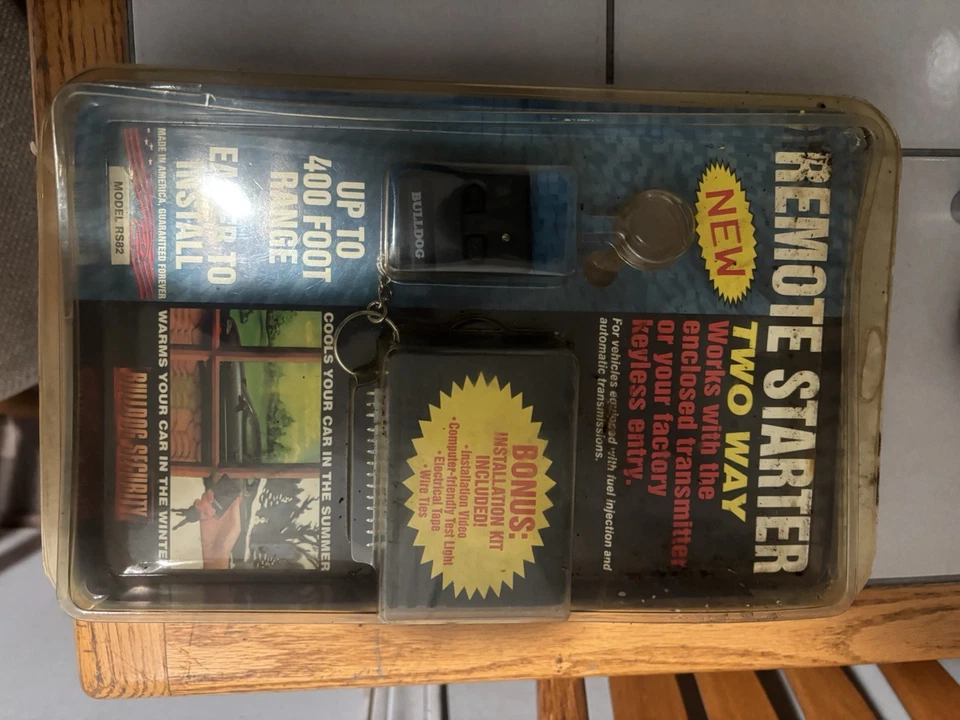 REMOTE STARTER
NEW
TWO WAY
Works with the
enclosed transmitter
or your factory
keyless entry.
For vehicles equipped with fuel injection and
automatic transmissions.
BULLDOG
BONUS:
INSTALLATION KIT
INCLUDED!
•Installation Video
•Computer-friendly Test Light
•Electrical Tape
•Wire Ties
UP TO
400 FOOT
RANGE
TO
INSTALL
COOLS YOUR CAR IN THE SUMMER
WARMS YOUR CAR IN THE WINTER
BULLDOG SECURITY
MADE IN AMERICA, GUARANTEED FOREVER
MODEL RS82